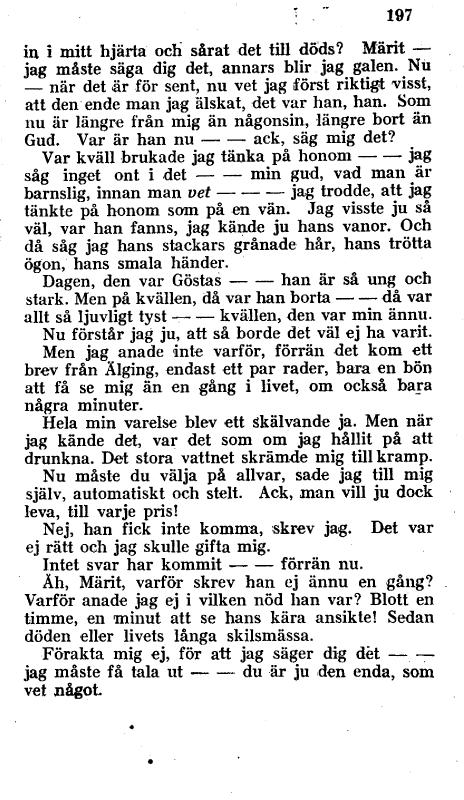 197
in i mitt hjärta och sårat det till döds? Märit —
jag måste säga dig det, annars blir jag galen. Nu
— när det är för sent, nu vet jag först riktigt visst,
att den ende man jag älskat, det var han, han. Som
nu är längre från mig än någonsin, längre bort än
Gud. Var är han nu — — ack, säg mig det?
Var kväll brukade jag tänka på honom — — jag
såg inget ont i det — — min gud, vad man är
barnslig, innan man vet — — — jag trodde, att jag
tänkte på honom som på en vän. Jag visste ju så
väl, var han fanns, jag kände ju hans vanor. Och
då såg jag hans stackars grånade hår, hans trötta
ögon, hans smala händer.
Dagen, den var Göstas — — han är så ung och
stark. Men på kvällen, då var han borta — — då var
allt så ljuvligt tyst — — kvällen, den var min ännu.
Nu förstår jag ju, att så borde det väl ej ha varit.
Men jag anade inte varför, förrän det kom ett
brev från Älging, endast ett par rader, bara en bön
att få se mig än en gång i livet, om också bara
några minuter.
Hela min varelse blev ett skälvande ja. Men när
jag kände det, var det som om jag hållit på att
drunkna. Det stora vattnet skrämde mig till kramp.
Nu måste du välja på allvar, sade jag till mig
själv, automatiskt och stelt. Ack, man vill ju dock
leva, till varje pris!
Nej, han fick inte komma, skrev jag. Det var
ej rätt och jag skulle gifta mig.
Intet svar har kommit — — förrän nu.
Åh, Märit, varför skrev han ej ännu en gång?
Varför anade jag ej i vilken nöd han var? Blott en
timme, en minut att se hans kära ansikte! Sedan
döden eller livets långa skilsmässa.
Förakta mig ej, för att jag säger dig det — —
jag måste få tala ut — — du är ju den enda, som
vet något.